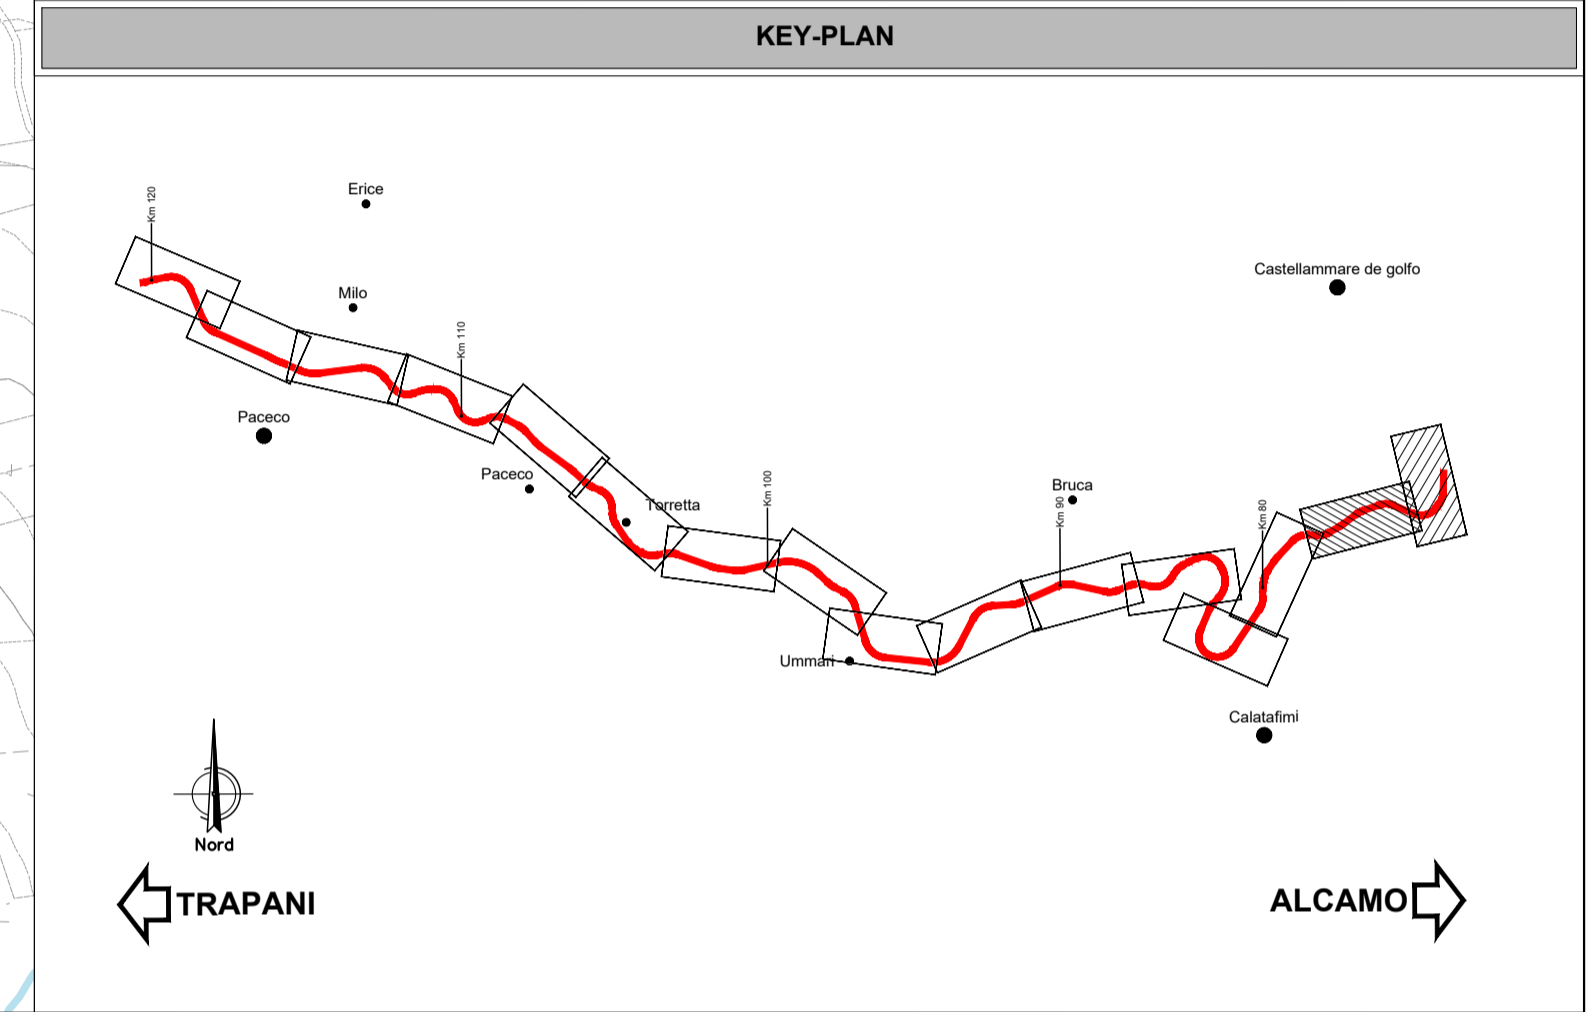 KEY-PLAN
Km 120
Erice
Castellammare de golfo
Milo
Km 110
Paceco
Paceco
Km 100
Torretta
Bruca
Km 90
Km 80
Ummari
Calatafimi
Nord
TRAPANI
ALCAMO